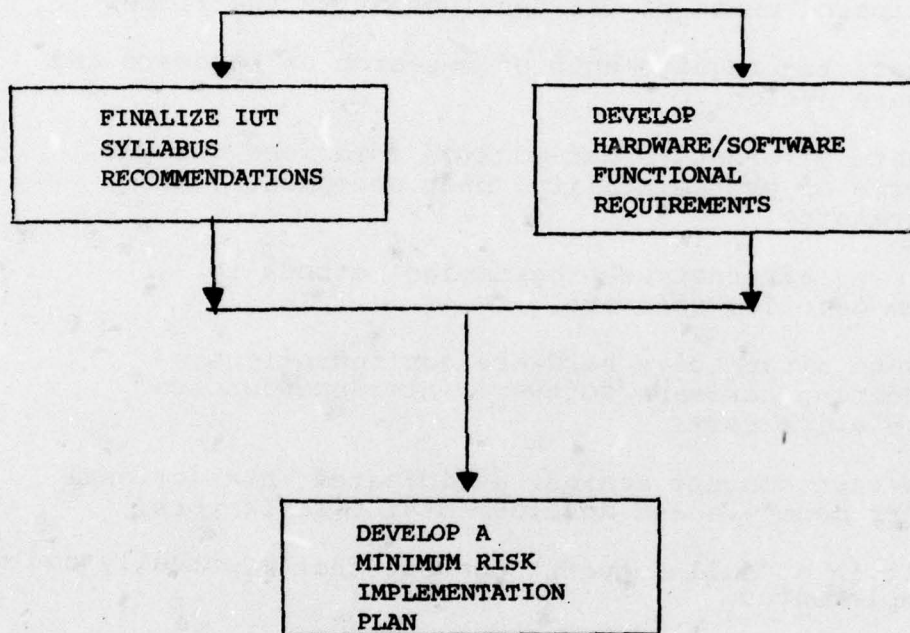 FINALIZE IUT
SYLLABUS
RECOMMENDATIONS
DEVELOP
HARDWARE/SOFTWARE
FUNCTIONAL
REQUIREMENTS
DEVELOP A
MINIMUM RISK
IMPLEMENTATION
PLAN